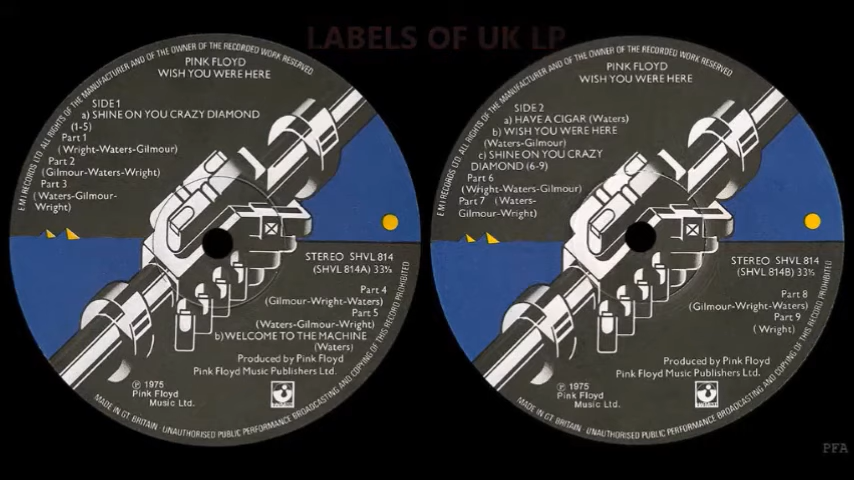 LABELS OF UK LP
E.M.I RECORDS LTD. ALL RIGHTS OF THE MANUFACTURER AND OF THE OWNER OF THE RECORDED WORK RESERVED
PINK FLOYD
WISH YOU WERE HERE
SIDE 1
a) SHINE ON YOU CRAZY DIAMOND
(1-5)
Part 1
(Wright-Waters-Gilmour)
Part 2
(Gilmour-Waters-Wright)
Part 3
(Waters-Gilmour-
Wright)
STEREO SHVL 814
(SHVL 814A) 33⅓
Part 4
(Gilmour-Wright-Waters)
Part 5
(Waters-Gilmour-Wright)
b) WELCOME TO THE MACHINE
(Waters)
Produced by Pink Floyd
Pink Floyd Music Publishers Ltd.
℗ 1975
Pink Floyd
Music Ltd.
MADE IN GT. BRITAIN UNAUTHORISED PUBLIC PERFORMANCE BROADCASTING AND COPYING OF THIS RECORD PROHIBITED
E.M.I RECORDS LTD. ALL RIGHTS OF THE MANUFACTURER AND OF THE OWNER OF THE RECORDED WORK RESERVED
PINK FLOYD
WISH YOU WERE HERE
SIDE 2
a) HAVE A CIGAR (Waters)
b) WISH YOU WERE HERE
(Waters-Gilmour)
c) SHINE ON YOU CRAZY
DIAMOND (6-9)
Part 6
(Wright-Waters-Gilmour)
Part 7 (Waters-
Gilmour-Wright)
STEREO SHVL 814
(SHVL 814B) 33⅓
Part 8
(Gilmour-Wright-Waters)
Part 9
(Wright)
Produced by Pink Floyd
Pink Floyd Music Publishers Ltd.
℗ 1975
Pink Floyd
Music Ltd.
MADE IN GT. BRITAIN UNAUTHORISED PUBLIC PERFORMANCE BROADCASTING AND COPYING OF THIS RECORD PROHIBITED
PFA